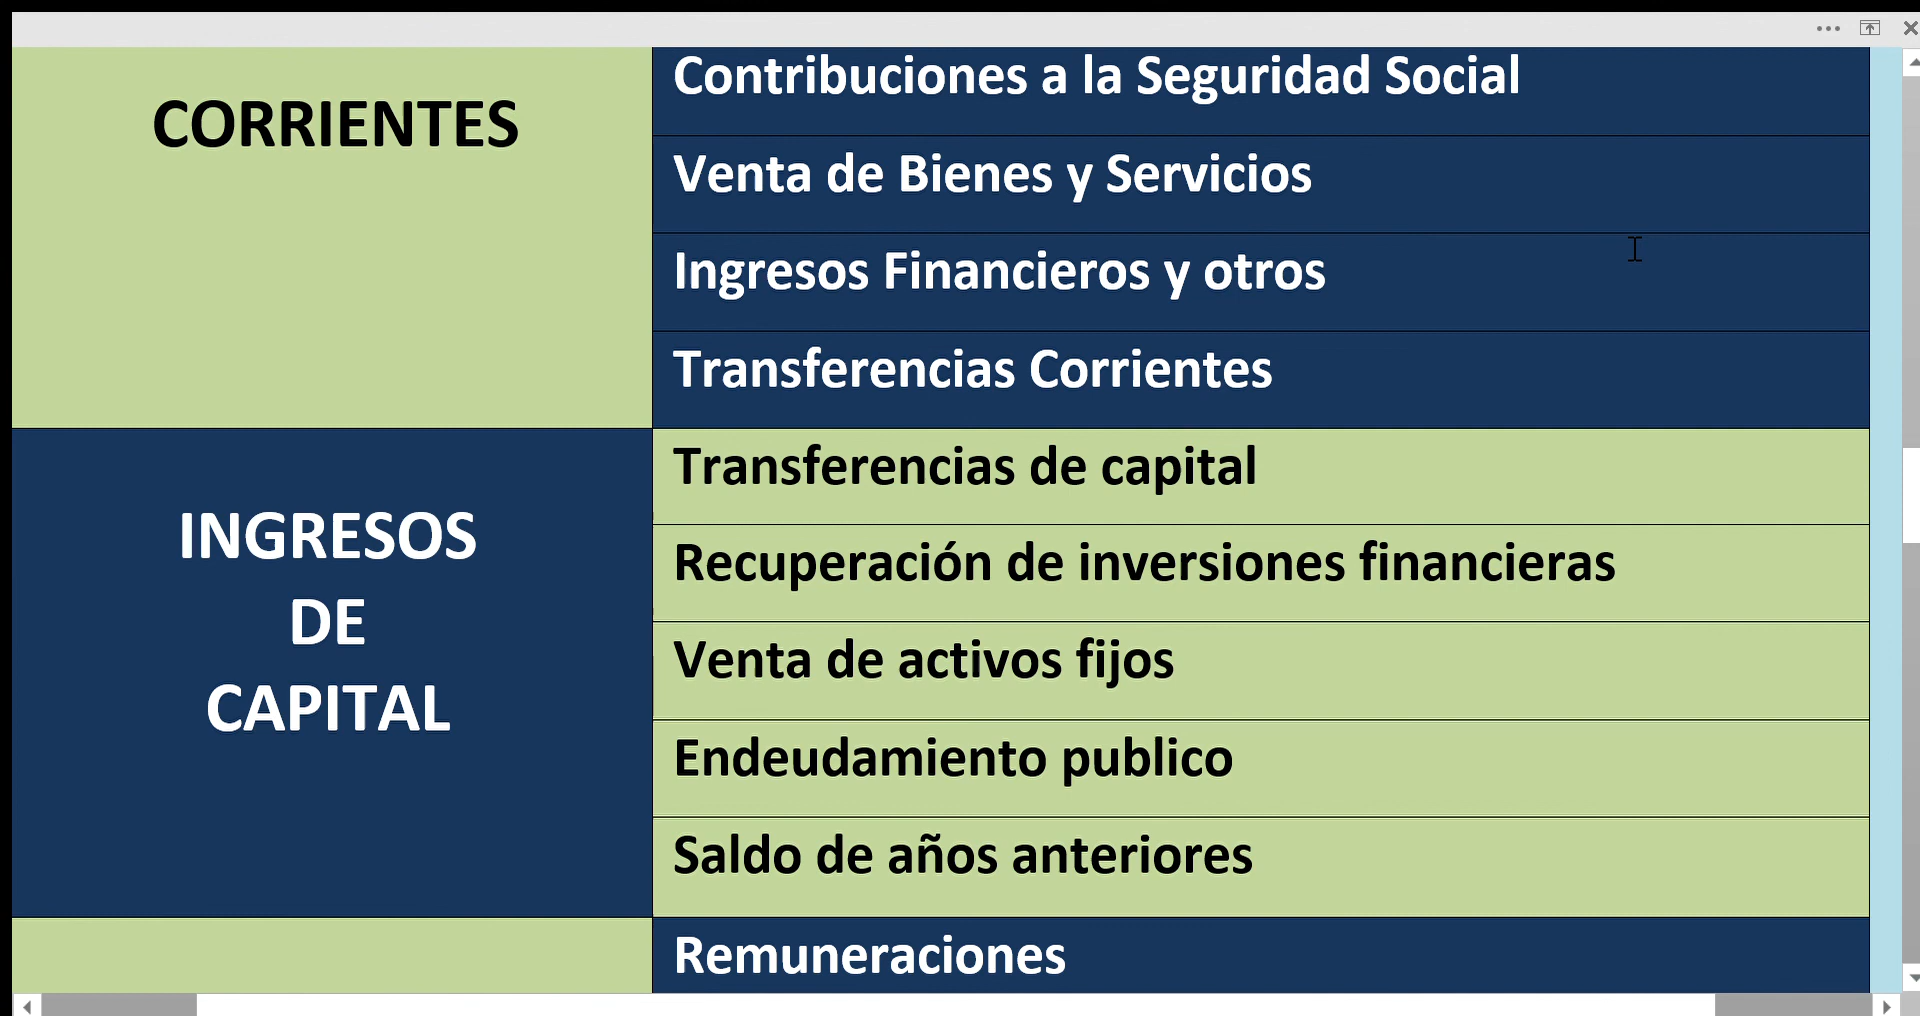 CORRIENTES
Contribuciones a la Seguridad Social
Venta de Bienes y Servicios
Ingresos Financieros y otros
Transferencias Corrientes
INGRESOS
DE
CAPITAL
Transferencias de capital
Recuperación de inversiones financieras
Venta de activos fijos
Endeudamiento publico
Saldo de años anteriores
Remuneraciones